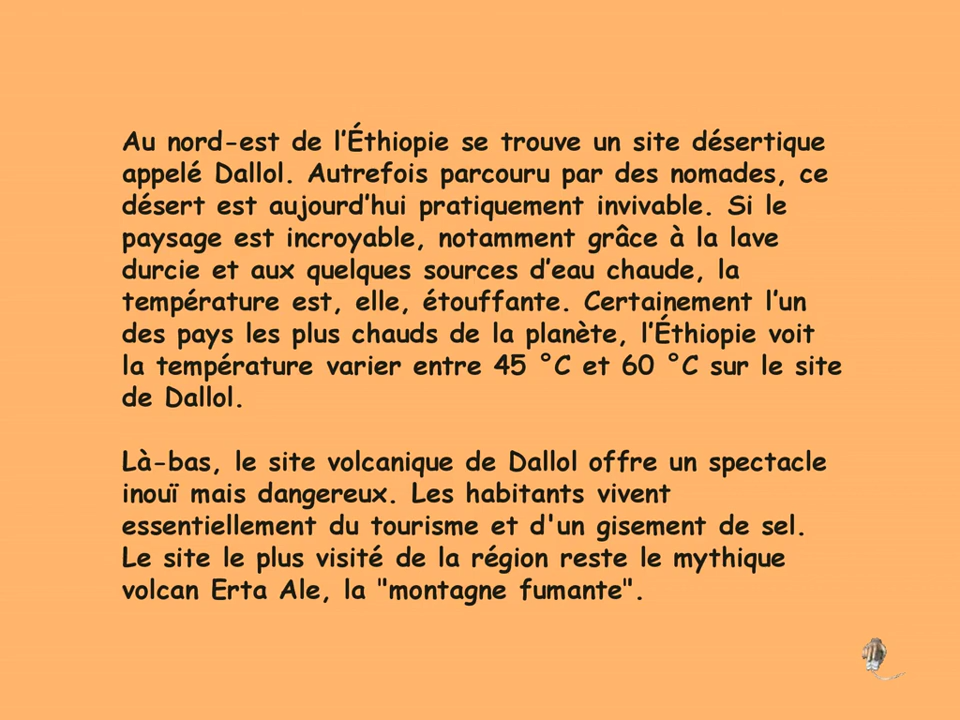 Au nord-est de l’Éthiopie se trouve un site désertique
appelé Dallol. Autrefois parcouru par des nomades, ce
désert est aujourd’hui pratiquement invivable. Si le
paysage est incroyable, notamment grâce à la lave
durcie et aux quelques sources d’eau chaude, la
température est, elle, étouffante. Certainement l’un
des pays les plus chauds de la planète, l’Éthiopie voit
la température varier entre 45 °C et 60 °C sur le site
de Dallol.
Là-bas, le site volcanique de Dallol offre un spectacle
inouï mais dangereux. Les habitants vivent
essentiellement du tourisme et d'un gisement de sel.
Le site le plus visité de la région reste le mythique
volcan Erta Ale, la "montagne fumante".